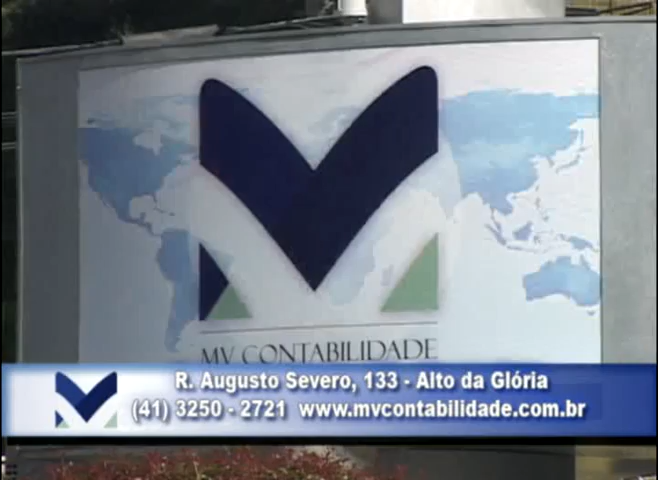 MV CONTABILIDADE
R. Augusto Severo, 133 - Alto da Glória
(41) 3250 - 2721 www.mvcontabilidade.com.br